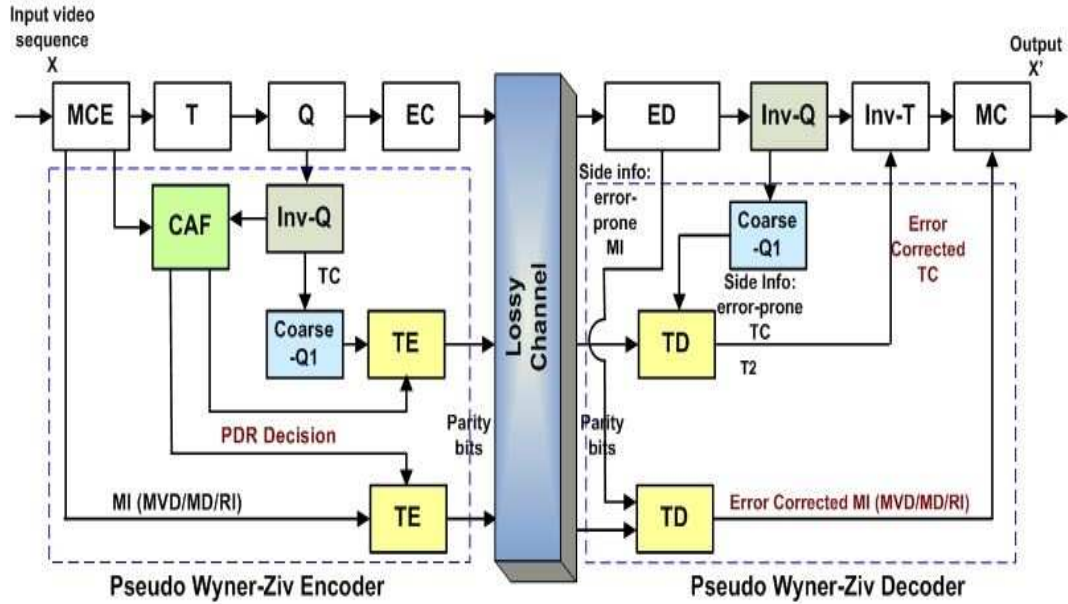 Input video
sequence
X
Output
X'
MCE
T
Q
EC
ED
Inv-Q
Inv-T
MC
CAF
Inv-Q
TC
Coarse
-Q1
TE
PDR Decision
MI (MVD/MD/RI)
TE
Parity
bits
Pseudo Wyner-Ziv Encoder
Lossy
Channel
Side info:
error-
prone
MI
Coarse
-Q1
Error
Corrected
TC
Side Info:
error-prone
TC
TD
T2
Parity
bits
TD
Error Corrected MI (MVD/MD/RI)
Pseudo Wyner-Ziv Decoder